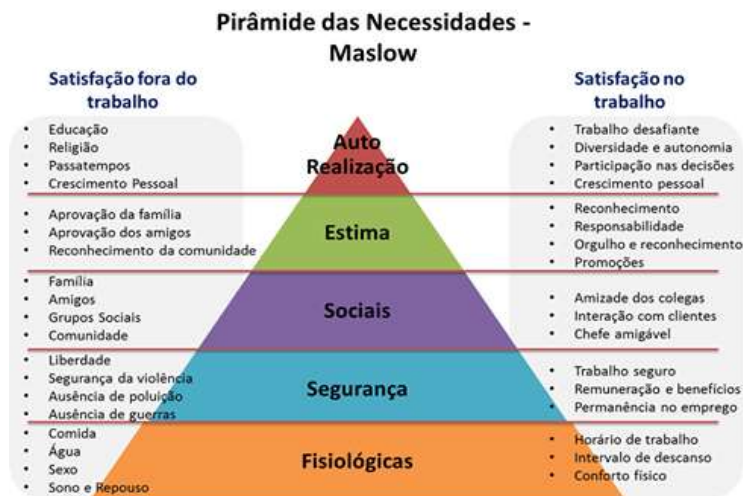 Pirâmide das Necessidades -
Maslow
Satisfação fora do
trabalho
• Educação
• Religião
• Passatempos
• Crescimento Pessoal
• Aprovação da família
• Aprovação dos amigos
• Reconhecimento da comunidade
• Família
• Amigos
• Grupos Sociais
• Comunidade
• Liberdade
• Segurança da violência
• Ausência de poluição
• Ausência de guerras
• Comida
• Água
• Sexo
• Sono e Repouso
Auto
Realização
Estima
Sociais
Segurança
Fisiológicas
Satisfação no
trabalho
• Trabalho desafiante
• Diversidade e autonomia
• Participação nas decisões
• Crescimento pessoal
• Reconhecimento
• Responsabilidade
• Orgulho e reconhecimento
• Promoções
• Amizade dos colegas
• Interação com clientes
• Chefe amigável
• Trabalho seguro
• Remuneração e benefícios
• Permanência no emprego
• Horário de trabalho
• Intervalo de descanso
• Conforto físico